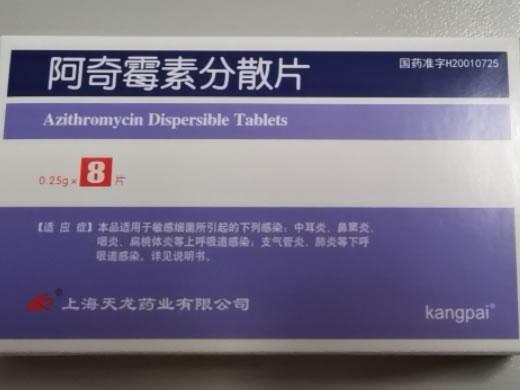 阿奇霉素分散片
国药准字H20010725
Azithromycin Dispersible Tablets
0.25g×8片
【适应症】本品适用于敏感细菌所引起的下列感染：中耳炎、鼻窦炎、
咽炎、扁桃体炎等上呼吸道感染；支气管炎、肺炎等下呼
吸道感染。详见说明书。
上海天龙药业有限公司
kangpai®